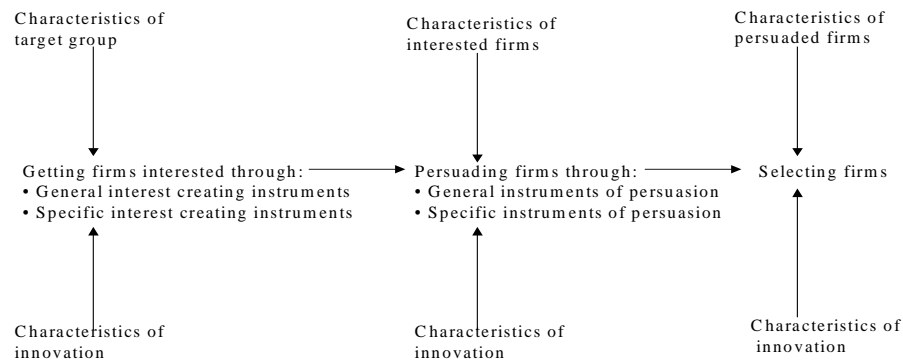 Characteristics of
target group
Characteristics of
interested firms
Characteristics of
persuaded firms
Getting firms interested through:
• General interest creating instruments
• Specific interest creating instruments
Persuading firms through:
• General instruments of persuasion
• Specific instruments of persuasion
Selecting firms
Characteristics of
innovation
Characteristics of
innovation
Characteristics of
innovation